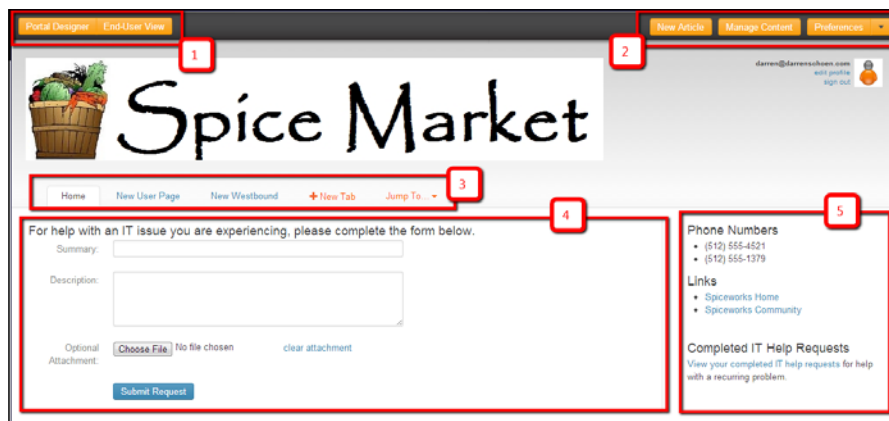 Portal Designer End-User View
1
New Article Manage Content Preferences
2
darren@darrenschoen.com
edit profile
sign out
Spice Market
Home New User Page New Westbound + New Tab Jump To...
3
4
5
For help with an IT issue you are experiencing, please complete the form below.
Summary:
Description:
Optional
Attachment:
Choose File No file chosen clear attachment
Submit Request
Phone Numbers
• (512) 555-4521
• (512) 555-1379
Links
• Spiceworks Home
• Spiceworks Community
Completed IT Help Requests
View your completed IT help requests for help
with a recurring problem.